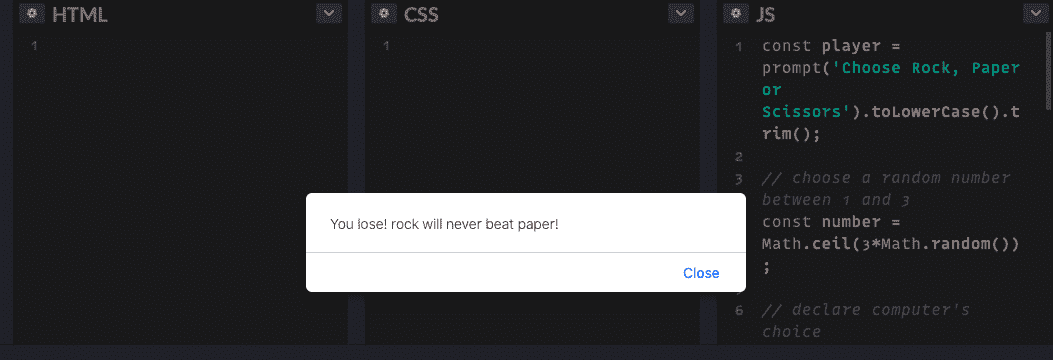 HTML
CSS
JS
1
1
1 const player =
prompt('Choose Rock, Paper
or
Scissors').toLowerCase().t
rim();
2
3 // choose a random number
between 1 and 3
const number =
Math.ceil(3*Math.random())
;
6 // declare computer's
choice
You lose! rock will never beat paper!
Close